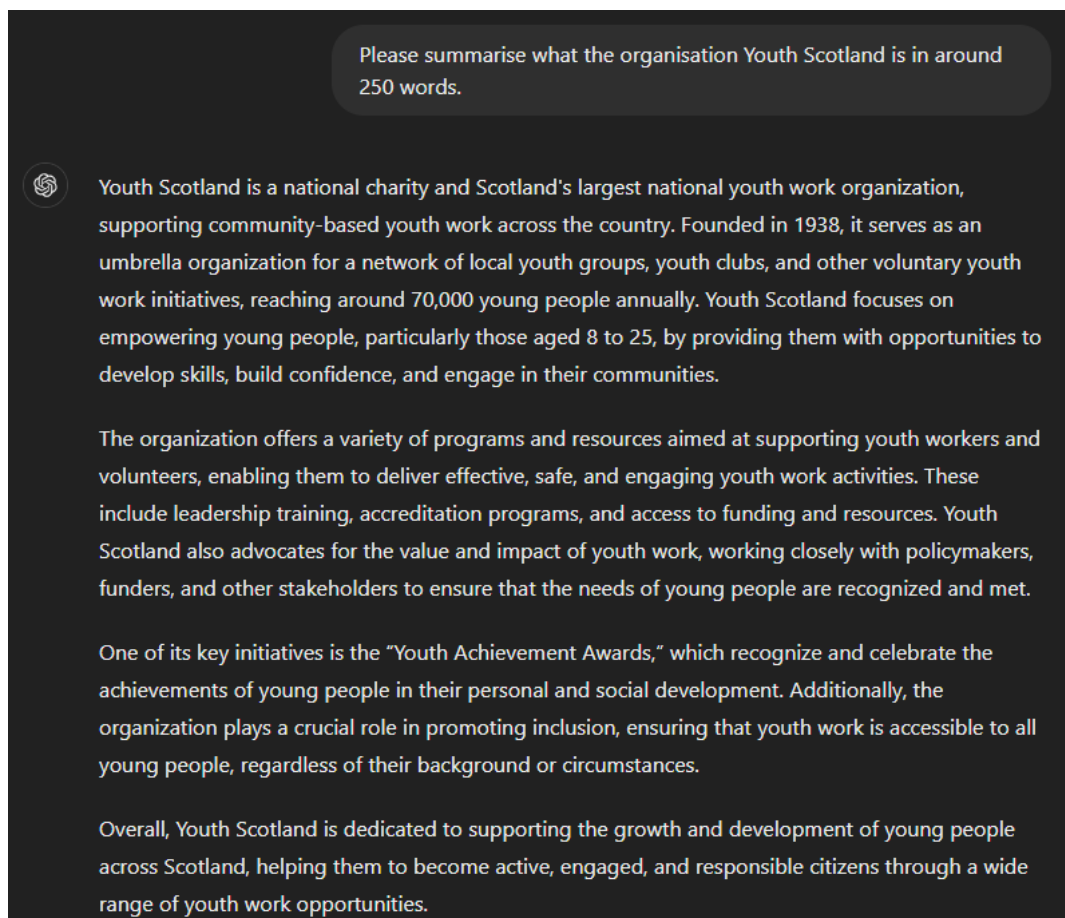 Please summarise what the organisation Youth Scotland is in around
250 words.
Youth Scotland is a national charity and Scotland's largest national youth work organization,
supporting community-based youth work across the country. Founded in 1938, it serves as an
umbrella organization for a network of local youth groups, youth clubs, and other voluntary youth
work initiatives, reaching around 70,000 young people annually. Youth Scotland focuses on
empowering young people, particularly those aged 8 to 25, by providing them with opportunities to
develop skills, build confidence, and engage in their communities.
The organization offers a variety of programs and resources aimed at supporting youth workers and
volunteers, enabling them to deliver effective, safe, and engaging youth work activities. These
include leadership training, accreditation programs, and access to funding and resources. Youth
Scotland also advocates for the value and impact of youth work, working closely with policymakers,
funders, and other stakeholders to ensure that the needs of young people are recognized and met.
One of its key initiatives is the “Youth Achievement Awards,” which recognize and celebrate the
achievements of young people in their personal and social development. Additionally, the
organization plays a crucial role in promoting inclusion, ensuring that youth work is accessible to all
young people, regardless of their background or circumstances.
Overall, Youth Scotland is dedicated to supporting the growth and development of young people
across Scotland, helping them to become active, engaged, and responsible citizens through a wide
range of youth work opportunities.